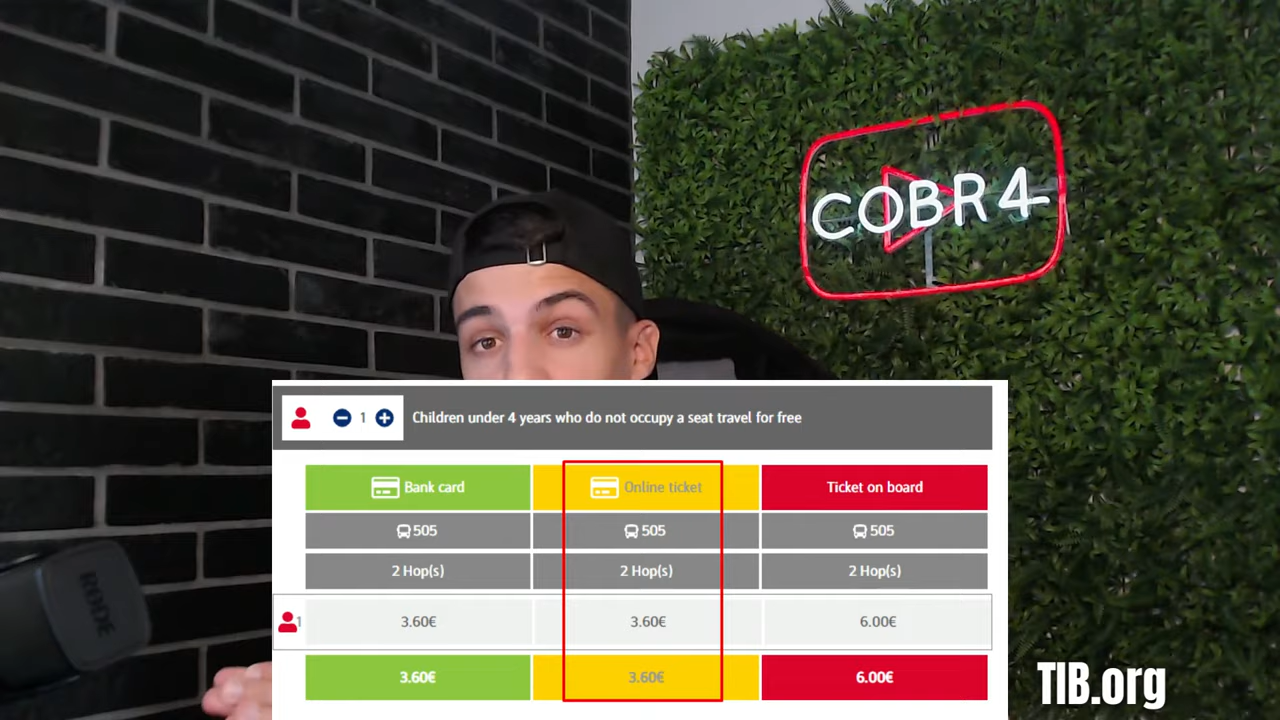 COBR4
1 Children under 4 years who do not occupy a seat travel for free
Bank card Online ticket Ticket on board
505 505 505
2 Hop(s) 2 Hop(s) 2 Hop(s)
1 3.60€ 3.60€ 6.00€
3.60€ 3.60€ 6.00€
RODE
TIB.org